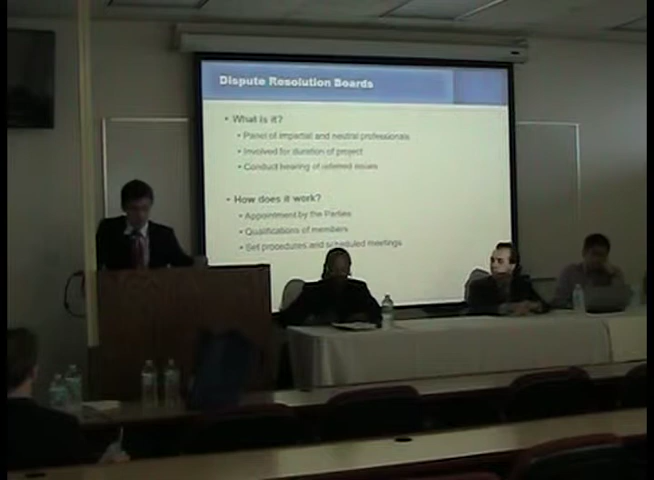 Dispute Resolution Boards
• What is it?
• Panel of impartial and neutral professionals
• Involved for duration of project
• Conduct hearing of referred issues
• How does it work?
• Appointment by the Parties
• Qualifications of members
• Set procedures and scheduled meetings